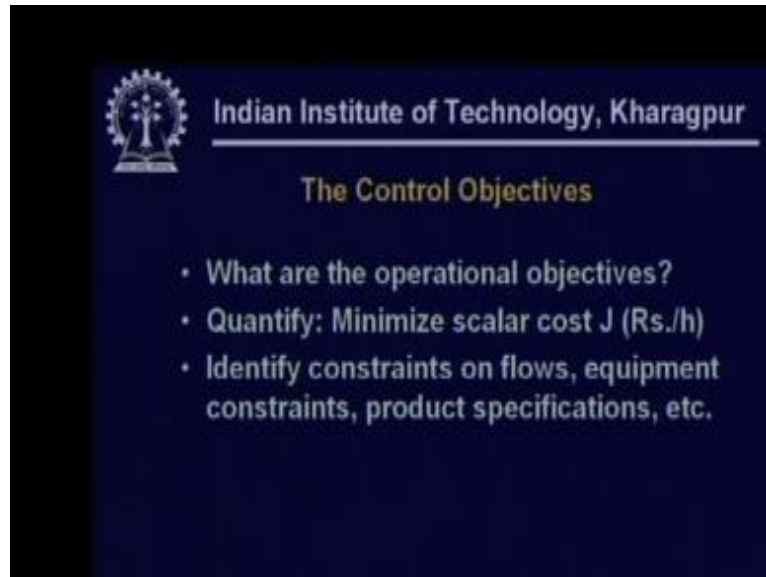 Indian Institute of Technology, Kharagpur
The Control Objectives
• What are the operational objectives?
• Quantify: Minimize scalar cost J (Rs./h)
• Identify constraints on flows, equipment
constraints, product specifications, etc.